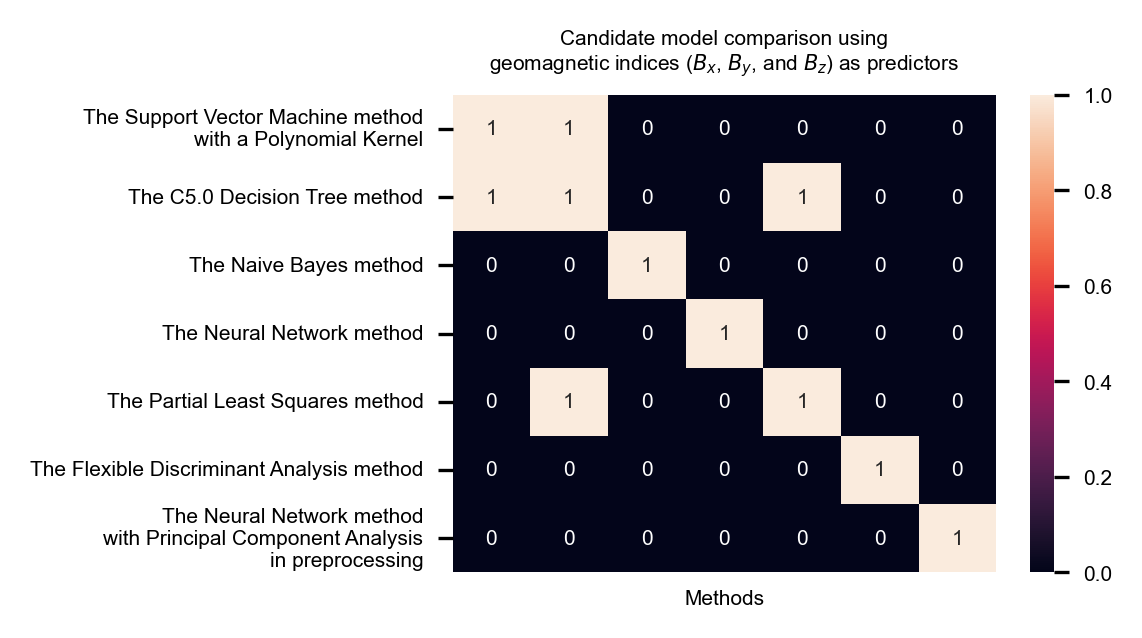 Candidate model comparison using
geomagnetic indices (Bx, By, and Bz) as predictors
The Support Vector Machine method
with a Polynomial Kernel
1 1 0 0 0 0 0
The C5.0 Decision Tree method
1 1 0 0 1 0 0
The Naive Bayes method
0 0 1 0 0 0 0
The Neural Network method
0 0 0 1 0 0 0
The Partial Least Squares method
0 1 0 0 1 0 0
The Flexible Discriminant Analysis method
0 0 0 0 0 1 0
The Neural Network method
with Principal Component Analysis
in preprocessing
0 0 0 0 0 0 1
Methods
1.0
0.8
0.6
0.4
0.2
0.0